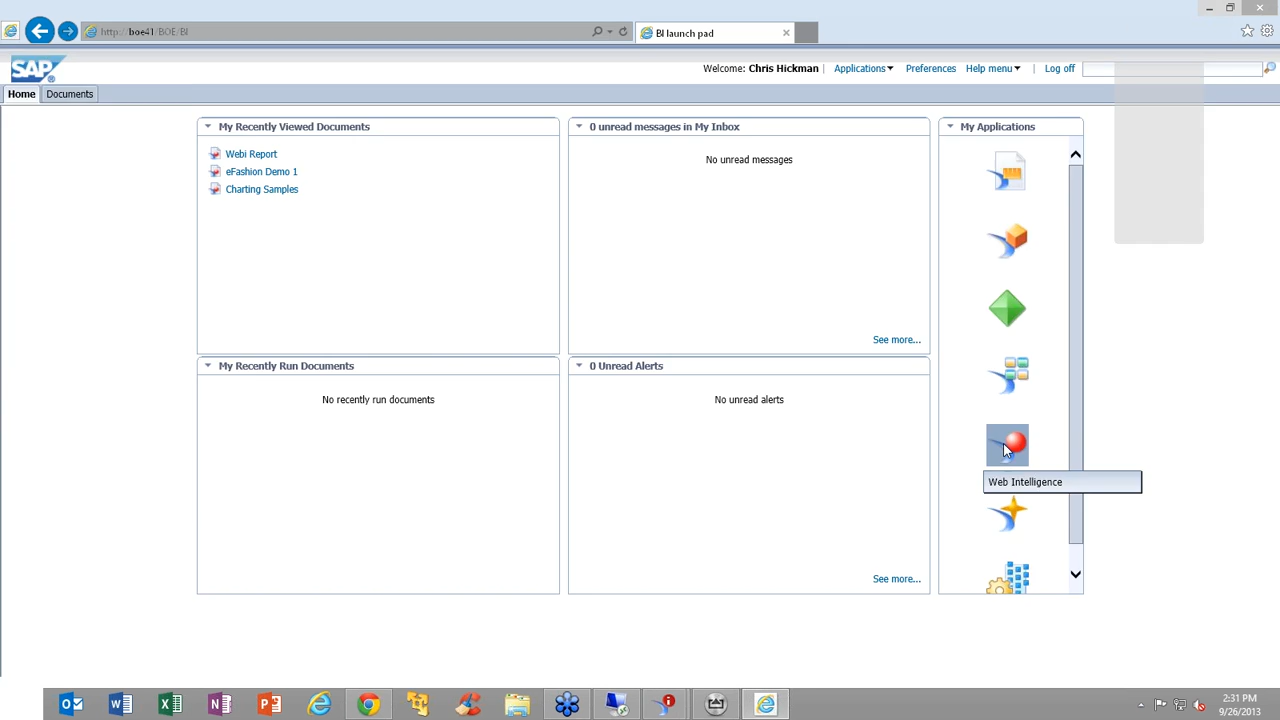 http://boe41/BOE/BI
BI launch pad
SAP
Welcome: Chris Hickman
Applications
Preferences
Help menu
Log off
Home
Documents
My Recently Viewed Documents
Webi Report
eFashion Demo 1
Charting Samples
0 unread messages in My Inbox
No unread messages
See more...
My Applications
Web Intelligence
My Recently Run Documents
No recently run documents
0 Unread Alerts
No unread alerts
See more...
2:31 PM
9/26/2013